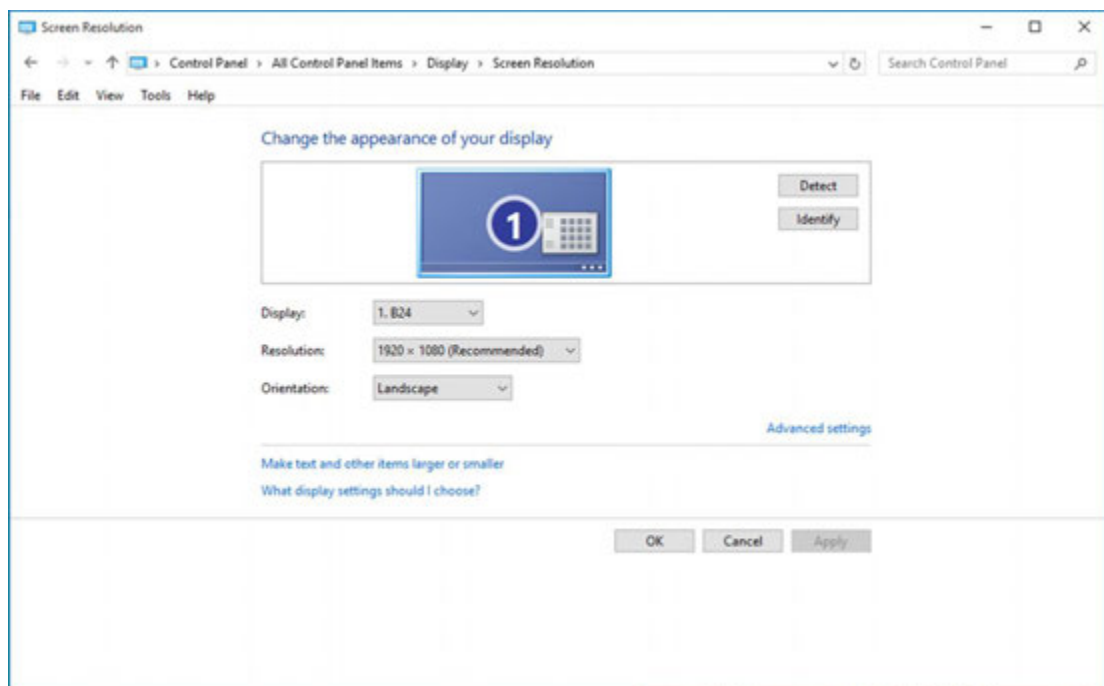 Screen Resolution
Control Panel › All Control Panel Items › Display › Screen Resolution
Search Control Panel
File Edit View Tools Help
Change the appearance of your display
1
Detect
Identify
Display: 1. B24
Resolution: 1920 × 1080 (Recommended)
Orientation: Landscape
Advanced settings
Make text and other items larger or smaller
What display settings should I choose?
OK Cancel Apply